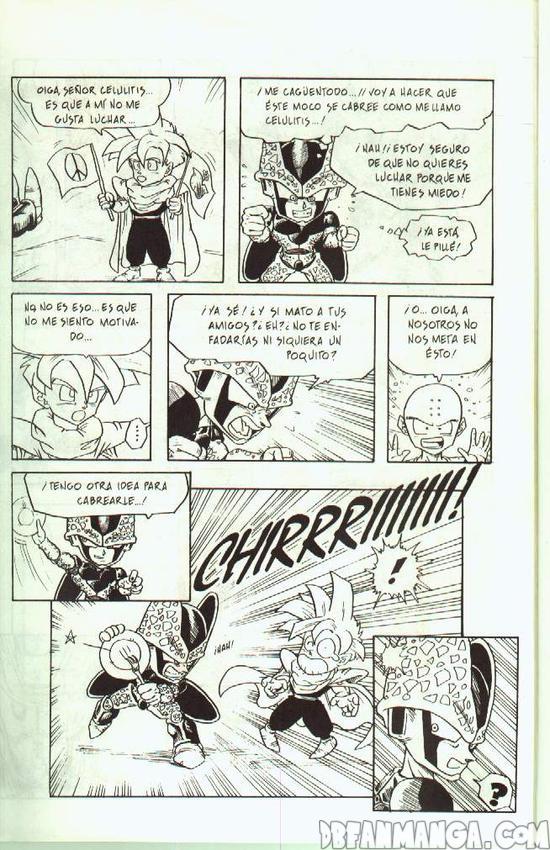 OIGA, SEÑOR CELULITIS...
ES QUE A MÍ NO ME
GUSTA LUCHAR...
¡ME CAGÜENTODO...!¡VOY A HACER QUE
ÉSTE MOCO SE CABREE COMO ME LLAMO
CELULITIS...!
¡HAH!¡ESTOY SEGURO
DE QUE NO QUIERES
LUCHAR PORQUE ME
TIENES MIEDO!
¡YA ESTÁ,
LE PILLÉ!
NO, NO ES ESO... ES QUE
NO ME SIENTO MOTIVA-
DO...
...
¡YA SÉ! ¿Y SI MATO A TUS
AMIGOS?¿EH?¿NO TE EN-
FADARÍAS NI SIQUIERA UN
POQUITO?
¡O... OIGA, A
NOSOTROS NO
NOS META EN
ÉSTO!
¡TENGO OTRA IDEA PARA
CABREARLE...!
CHIRRRIIIIIIII!
!
¡HAH!
?
DBFANMANGA.COM